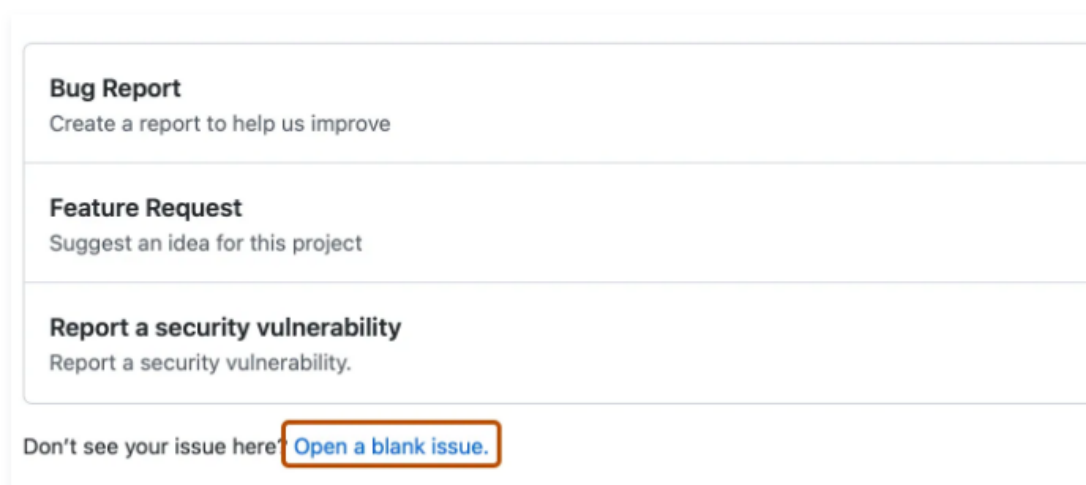 Bug Report
Create a report to help us improve
Feature Request
Suggest an idea for this project
Report a security vulnerability
Report a security vulnerability.
Don't see your issue here? Open a blank issue.